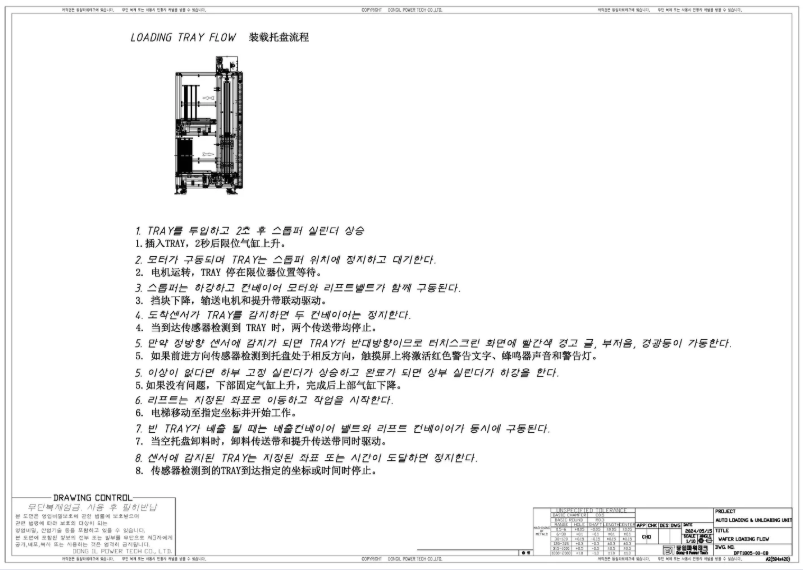 COPYRIGHT DONGIL POWER TECH CO.,LTD.
LOADING TRAY FLOW 装载托盘流程
1. TRAY를 투입하고 2초 후 스톱퍼 실린더 상승
1.插入TRAY，2秒后限位气缸上升。
2. 모터가 구동되며 TRAY는 스톱퍼 위치에 정지하고 대기한다.
2. 电机运转，TRAY 停在限位器位置等待。
3. 스톱퍼는 하강하고 컨베이어 모터와 리프트밸트가 함께 구동된다.
3. 挡块下降，输送电机和提升带联动驱动。
4. 도착센서가 TRAY를 감지하면 두 컨베이어는 정지한다.
4. 当到达传感器检测到 TRAY 时，两个传送带均停止。
5. 만약 정방향 센서에 감지가 되면 TRAY가 반대방향이므로 터치스크린 화면에 빨간색 경고 글, 부저음, 경광등이 가동한다.
5. 如果前进方向传感器检测到托盘处于相反方向，触摸屏上将激活红色警告文字、蜂鸣器声音和警告灯。
5. 이상이 없다면 하부 고정 실린더가 상승하고 완료가 되면 상부 실린더가 하강을 한다.
5.如果没有问题，下部固定气缸上升，完成后上部气缸下降。
6. 리프트는 지정된 좌표로 이동하고 작업을 시작한다.
6. 电梯移动至指定坐标并开始工作。
7. 빈 TRAY가 배출 될 때는 배출컨베이어 밸트와 리프트 컨베이어가 동시에 구동된다.
7. 当空托盘卸料时，卸料传送带和提升传送带同时驱动。
8. 센서에 감지된 TRAY는 지정된 좌표 또는 시간이 도달하면 정지한다.
8. 传感器检测到的TRAY到达指定的坐标或时间时停止。
DRAWING CONTROL
무단복제엄금, 사용 후 필히반납
DONG IL POWER TECH CO.,LTD.
UNSPECIFIED TOLERANCE
APP CHK DES DWG DATE
CHO
2024/05/15
SCALE ANGLE
1/10
PROJECT
AUTO LOADING & UNLOADING UNIT
TITLE
WAFER LOADING FLOW
DWG. NO.
A2(594x420)
COPYRIGHT DONGIL POWER TECH CO.,LTD.